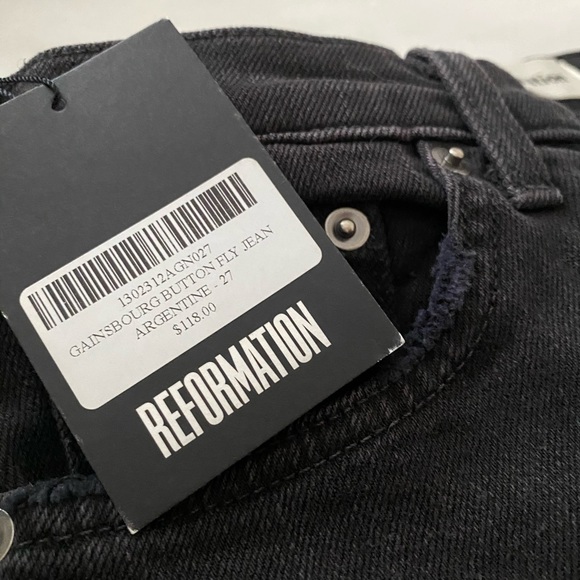 1302312AGN027
GAINSBOURG BUTTON FLY JEAN
ARGENTINE - 27
$118.00
REFORMATION